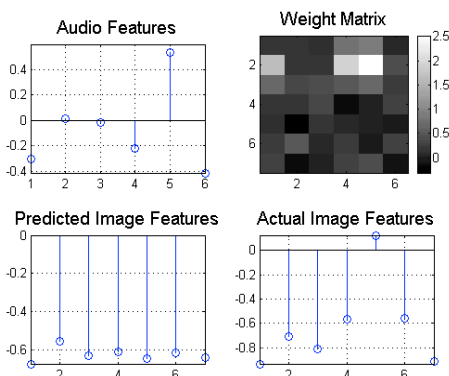 Audio Features
0.4
0.2
0
-0.2
-0.4
1 2 3 4 5 6
Weight Matrix
2
4
6
2 4 6
2.5
2
1.5
1
0.5
0
Predicted Image Features
0
-0.2
-0.4
-0.6
2 4 6
Actual Image Features
0
-0.2
-0.4
-0.6
-0.8
2 4 6